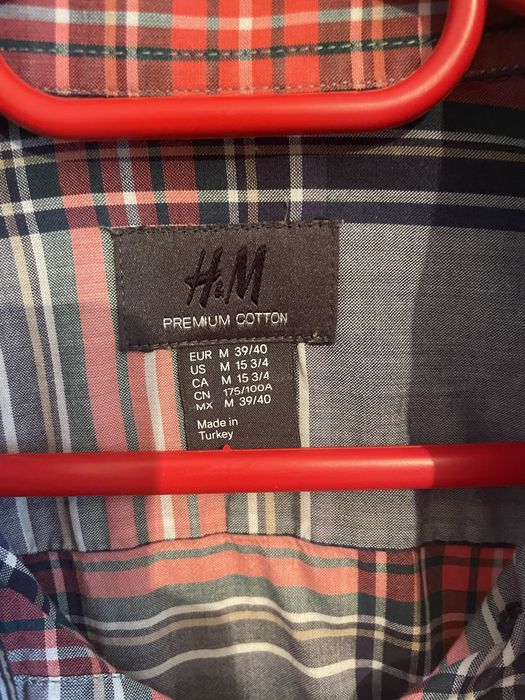 H&M
PREMIUM COTTON
EUR M 39/40
US M 15 3/4
CA M 15 3/4
CN 175/100A
MX M 39/40
Made in
Turkey